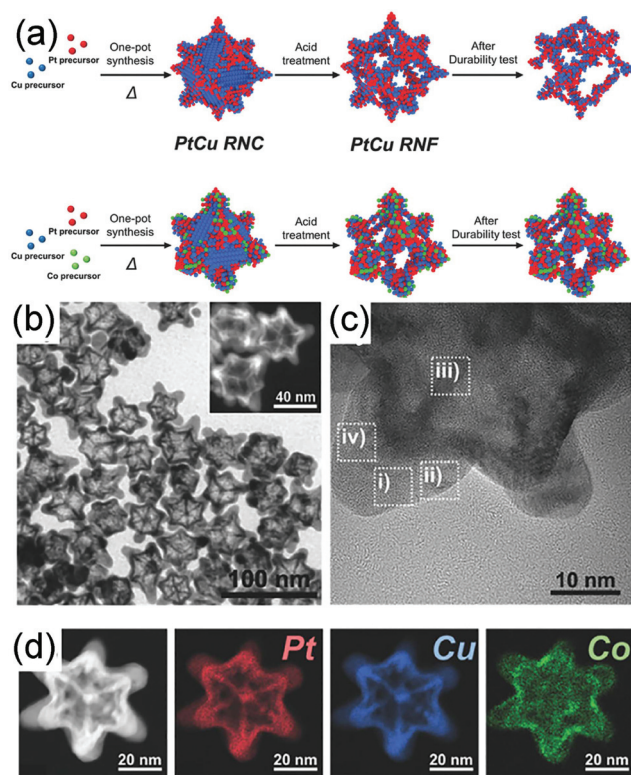 (a)
Pt precursor
Cu precursor
One-pot
synthesis
Δ
PtCu RNC
Acid
treatment
PtCu RNF
After
Durability test
Pt precursor
Cu precursor
Co precursor
One-pot
synthesis
Δ
Acid
treatment
After
Durability test
(b)
40 nm
100 nm
(c)
iii)
iv)
i)
ii)
10 nm
(d)
Pt
Cu
Co
20 nm
20 nm
20 nm
20 nm